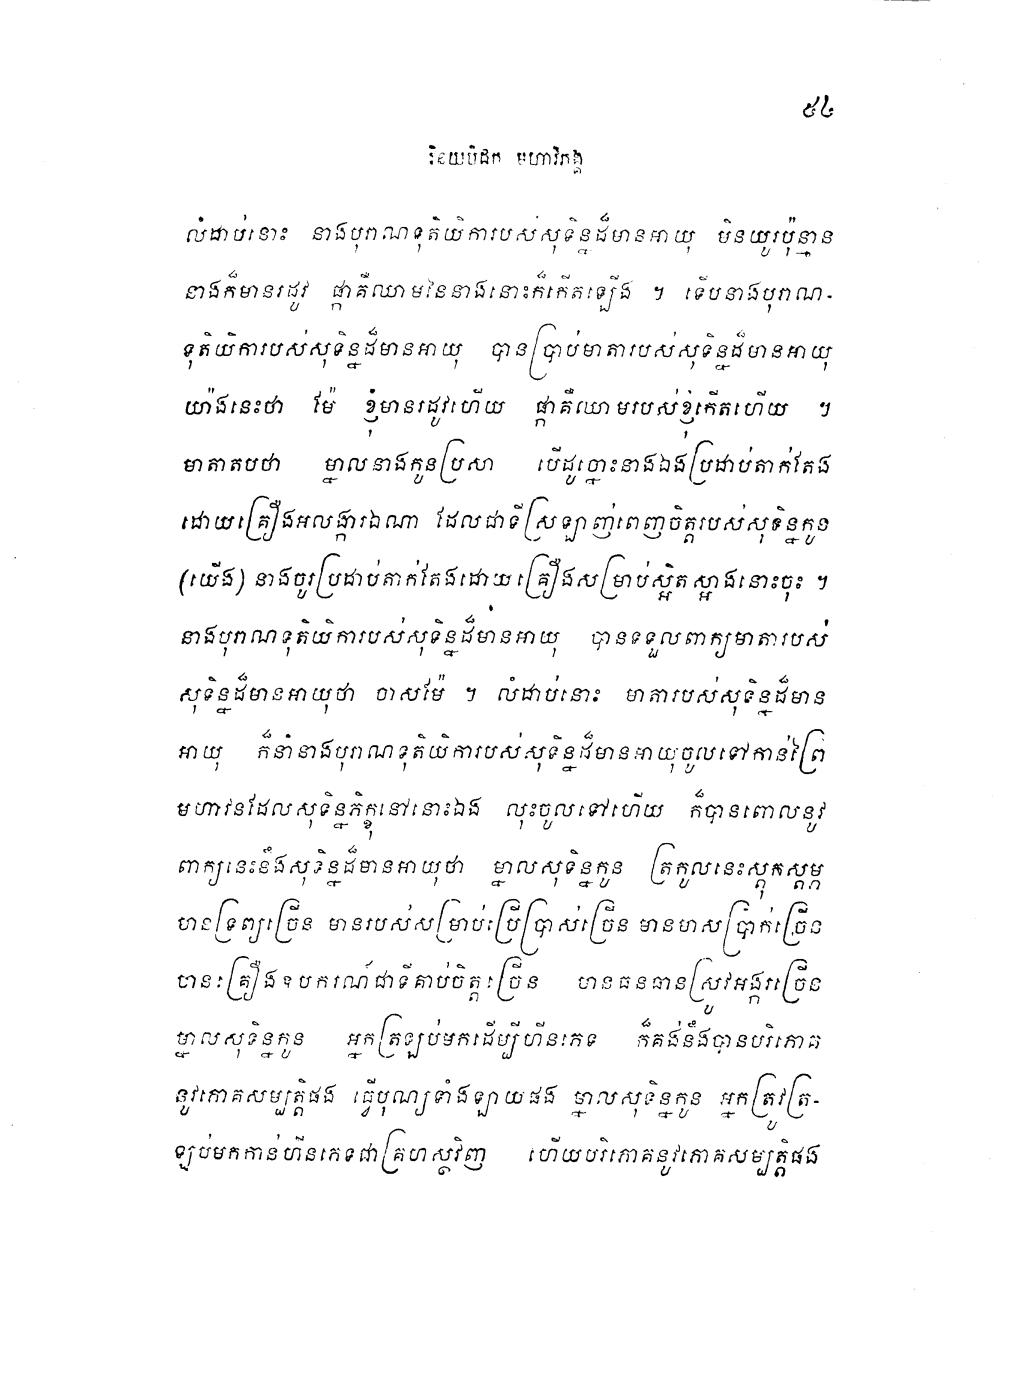 ៥៤
វិនយបិដក មហាវិភង្គ
លំដាប់នោះ នាងបុរាណទុតិយិការបស់សុទិន្នដ៏មានអាយុ មិនយូរប៉ុន្មាន
នាងក៏មានរដូវ ផ្កាគឺឈាមនៃនាងនោះក៏កើតឡើង ។ ទើបនាងបុរាណ-
ទុតិយិការបស់សុទិន្នដ៏មានអាយុ បានប្រាប់មាតារបស់សុទិន្នដ៏មានអាយុ
យ៉ាងនេះថា ម៉ែ ខ្ញុំមានរដូវហើយ ផ្កាគឺឈាមរបស់ខ្ញុំកើតហើយ ។
មាតាតបថា ម្នាលនាងកូនប្រសា បើដូច្នោះនាងឯងប្រដាប់តាក់តែង
ដោយគ្រឿងអលង្ការឯណា ដែលជាទីស្រឡាញ់ពេញចិត្តរបស់សុទិន្នកូន
(យើង) នាងចូរប្រដាប់តាក់តែងដោយគ្រឿងសម្រាប់ស្អិតស្អាងនោះចុះ ។
នាងបុរាណទុតិយិការបស់សុទិន្នដ៏មានអាយុ បានទទួលពាក្យមាតារបស់
សុទិន្នដ៏មានអាយុថា ចាសម៉ែ ។ លំដាប់នោះ មាតារបស់សុទិន្នដ៏មាន
អាយុ ក៏នាំនាងបុរាណទុតិយិការបស់សុទិន្នដ៏មានអាយុចូលទៅកាន់ព្រៃ
មហាវនដែលសុទិន្នភិក្ខុនៅនោះឯង លុះចូលទៅហើយ ក៏បានពោលនូវ
ពាក្យនេះនឹងសុទិន្នដ៏មានអាយុថា ម្នាលសុទិន្នកូន ត្រកូលនេះស្តុកស្តម្ភ
មានទ្រព្យច្រើន មានរបស់សម្រាប់ប្រើប្រាស់ច្រើន មានមាសប្រាក់ច្រើន
មានគ្រឿងឧបករណ៍ជាទីគាប់ចិត្តច្រើន មានធនធានស្រូវអង្ករច្រើន
ម្នាលសុទិន្នកូន អ្នកត្រឡប់មកដើម្បីហីនភេទ ក៏គង់នឹងបានបរិភោគ
នូវភោគសម្បត្តិផង ធ្វើបុណ្យទាំងឡាយផង ម្នាលសុទិន្នកូន អ្នកត្រូវត្រ-
ឡប់មកកាន់ហីនភេទជាគ្រហស្ថវិញ ហើយបរិភោគនូវភោគសម្បត្តិផង